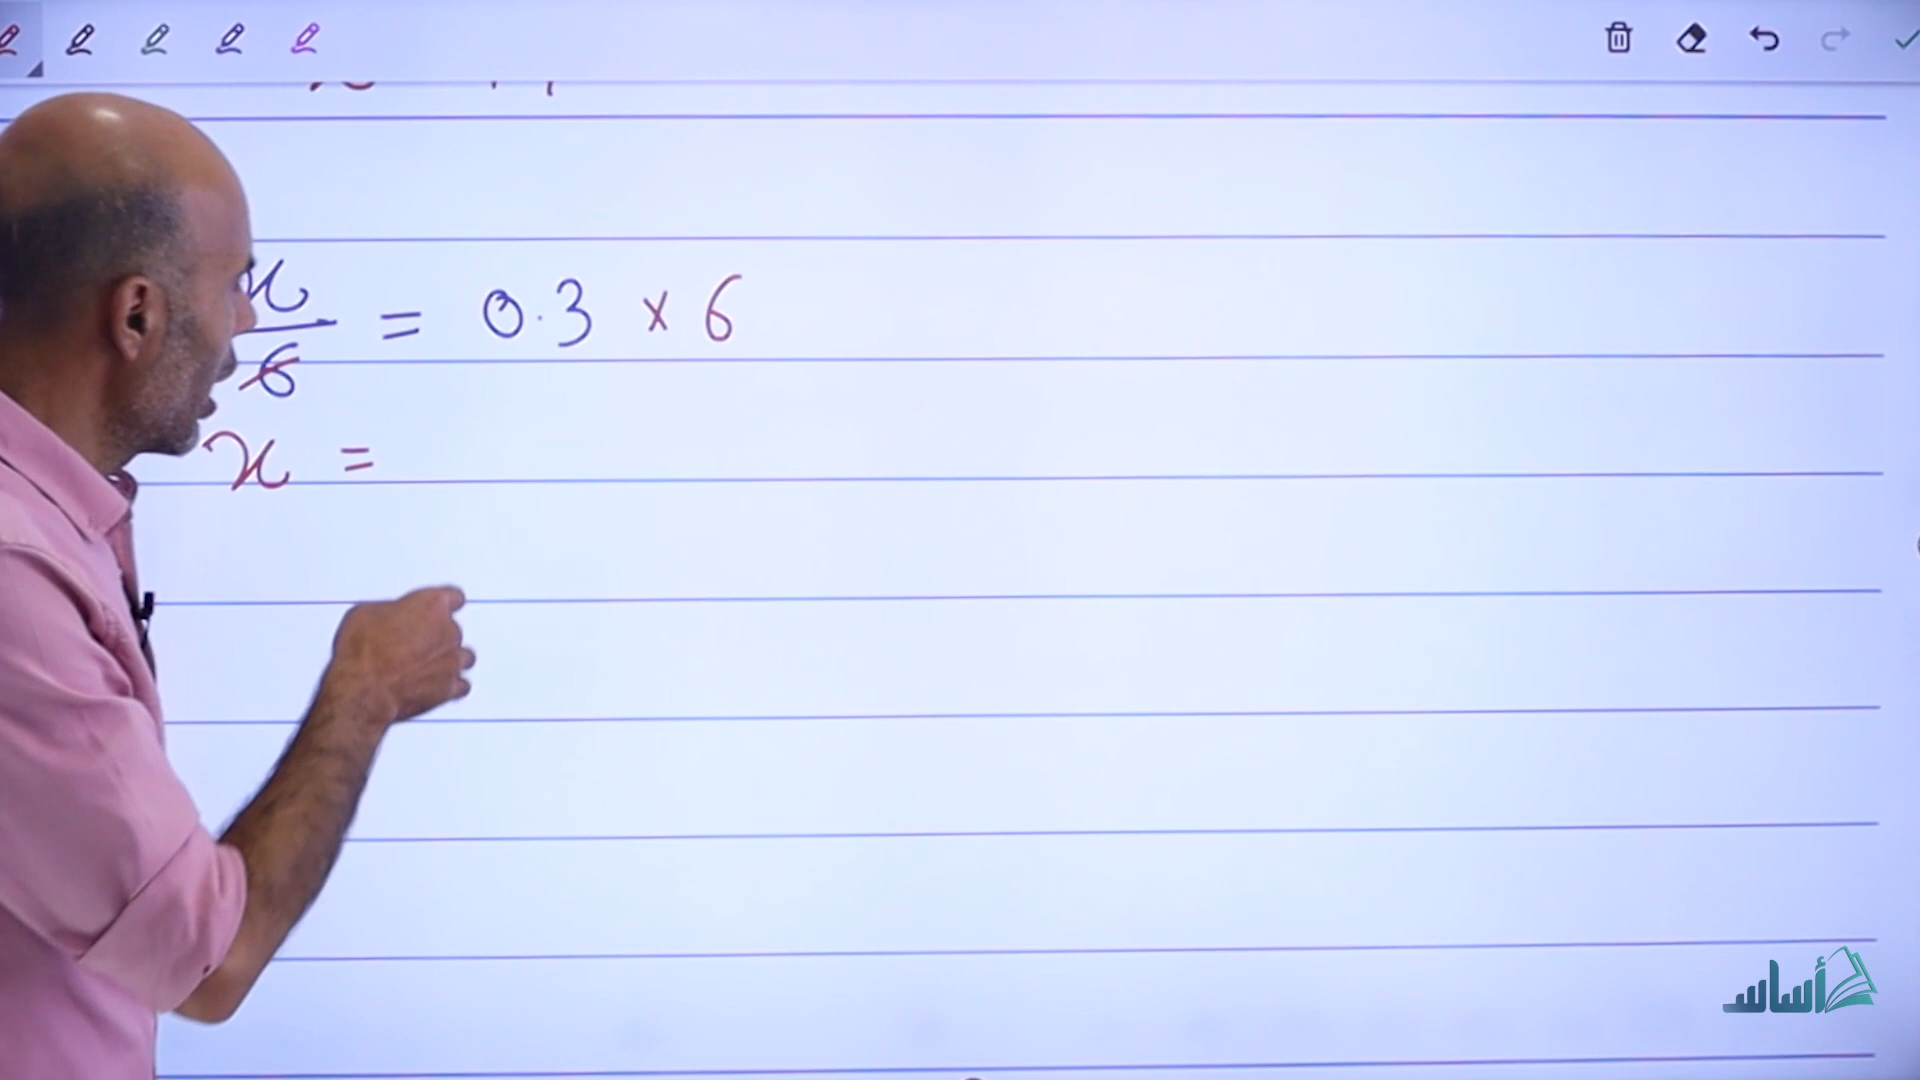 x/6 = 0.3 × 6
x =
أساس